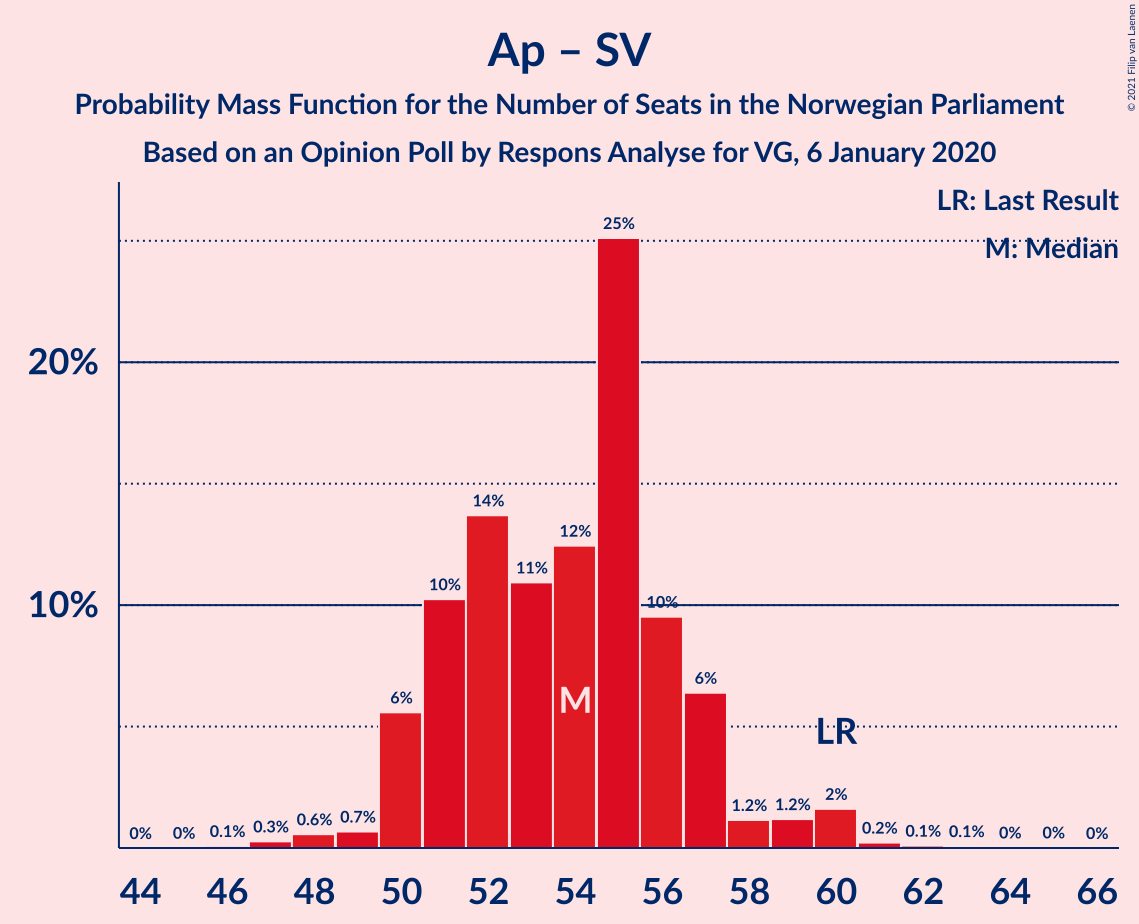 Ap – SV
Probability Mass Function for the Number of Seats in the Norwegian Parliament
Based on an Opinion Poll by Respons Analyse for VG, 6 January 2020
© 2021 Filip van Laenen
LR: Last Result
M: Median
20%
10%
0%
0%
0.1%
0.3%
0.6%
0.7%
6%
10%
14%
11%
12%
25%
10%
6%
1.2%
1.2%
2%
0.2%
0.1%
0.1%
0%
0%
0%
M
LR
44 46 48 50 52 54 56 58 60 62 64 66